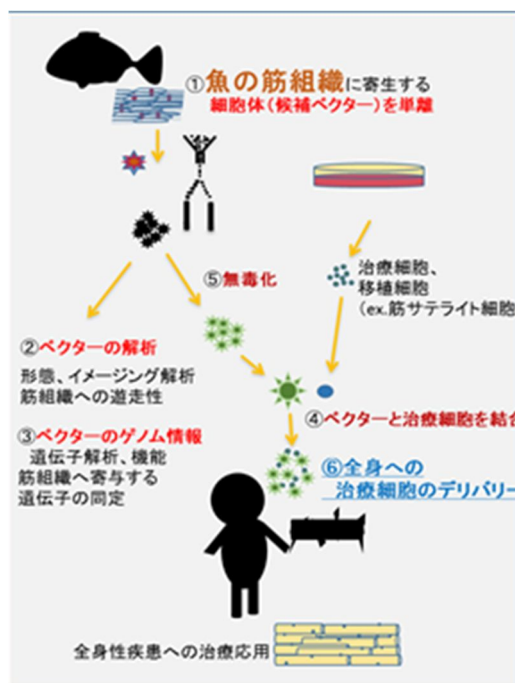 ①魚の筋組織に寄生する
細胞体(候補ベクター)を単離
治療細胞、
移植細胞
(ex.筋サテライト細胞
⑤無毒化
②ベクターの解析
形態、イメージング解析
筋組織への遊走性
③ベクターのゲノム情報
遺伝子解析、機能
筋組織へ寄与する
遺伝子の同定
④ベクターと治療細胞を結合
⑥全身への
治療細胞のデリバリー
全身性疾患への治療応用